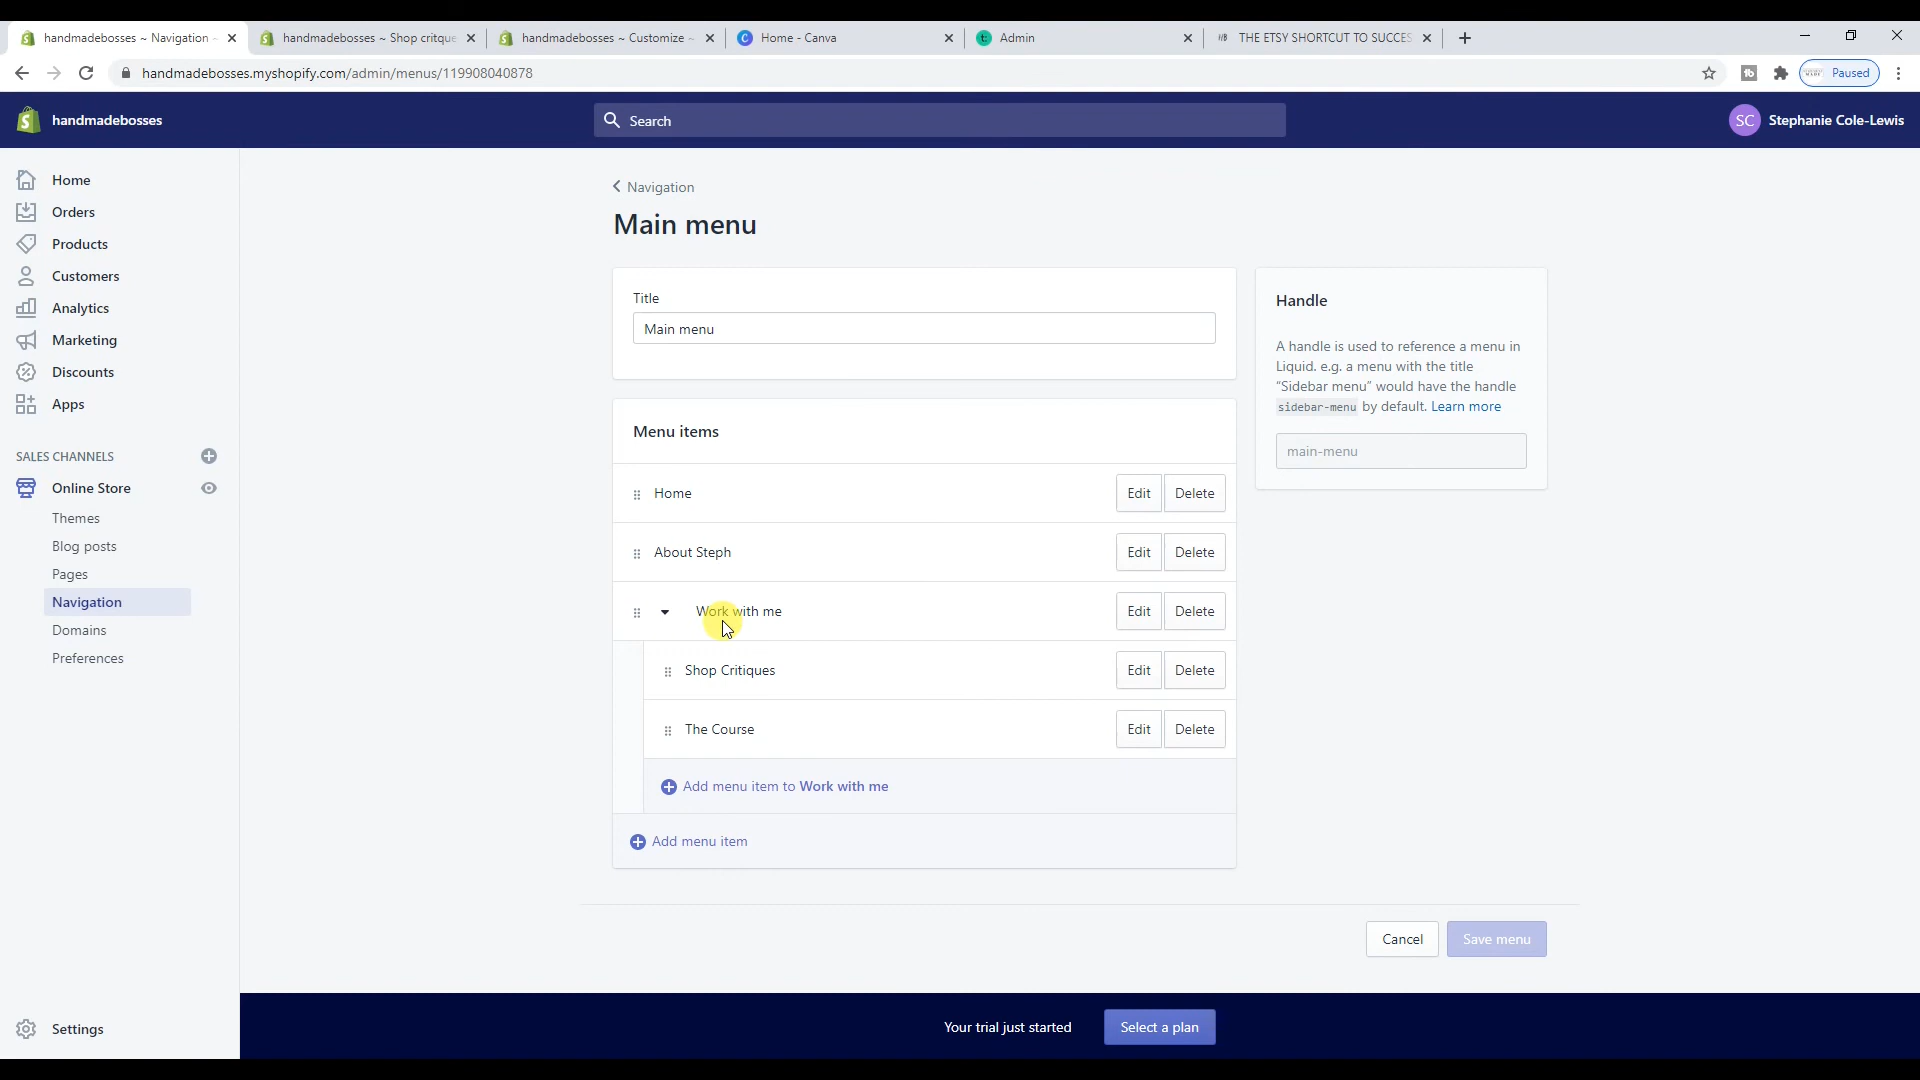 handmadebosses ~ Navigation ~
handmadebosses ~ Shop critque
handmadebosses ~ Customize ~
Home - Canva
Admin
THE ETSY SHORTCUT TO SUCCES
handmadebosses.myshopify.com/admin/menus/119908040878
Paused
handmadebosses
Search
SC
Stephanie Cole-Lewis
Home
Orders
Products
Customers
Analytics
Marketing
Discounts
Apps
SALES CHANNELS
Online Store
Themes
Blog posts
Pages
Navigation
Domains
Preferences
Settings
Navigation
Main menu
Title
Main menu
Menu items
Home
Edit
Delete
About Steph
Edit
Delete
Work with me
Edit
Delete
Shop Critiques
Edit
Delete
The Course
Edit
Delete
Add menu item to Work with me
Add menu item
Handle
A handle is used to reference a menu in
Liquid. e.g. a menu with the title
“Sidebar menu” would have the handle
sidebar-menu by default. Learn more
main-menu
Cancel
Save menu
Your trial just started
Select a plan